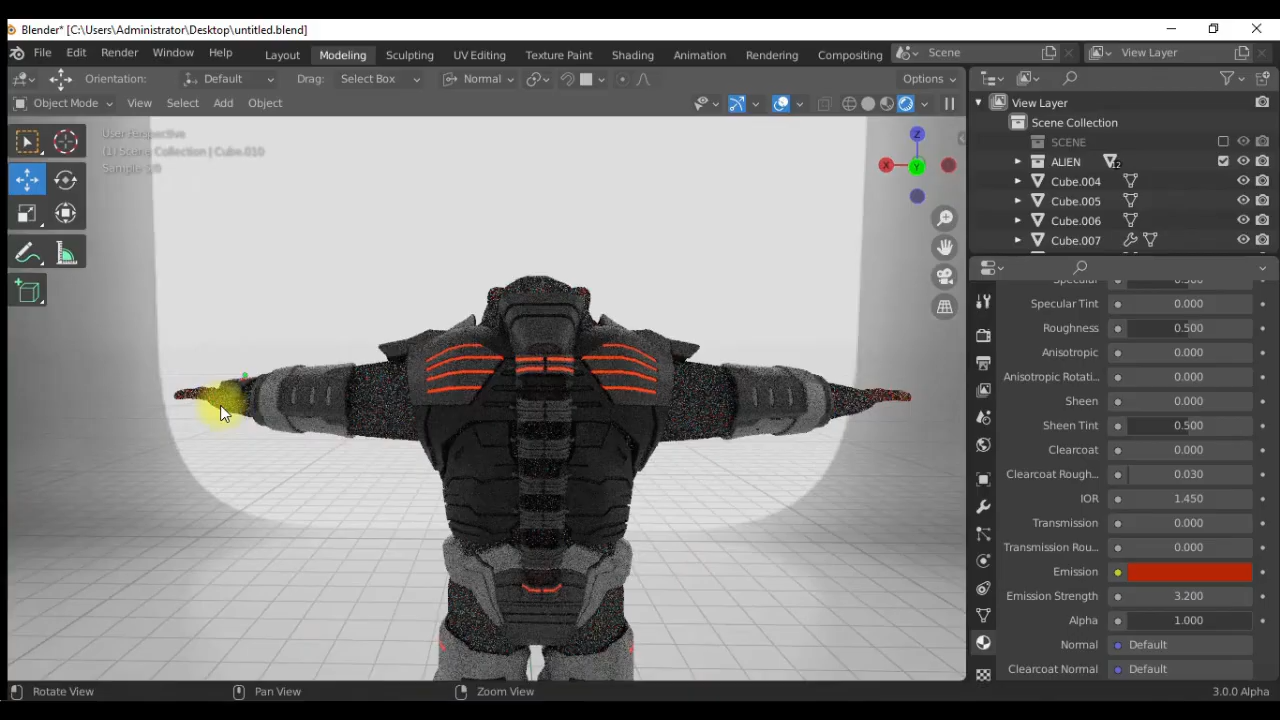 Blender* [C:\Users\Administrator\Desktop\untitled.blend]
File Edit Render Window Help Layout Modeling Sculpting UV Editing Texture Paint Shading Animation Rendering Compositing Scene View Layer
Orientation: Default Drag: Select Box Normal Options
Object Mode View Select Add Object
User Perspective
(1) Scene Collection | Cube.010
X Z Y
View Layer
Scene Collection
SCENE
ALIEN 12
Cube.004
Cube.005
Cube.006
Cube.007
Specular 0.500
Specular Tint 0.000
Roughness 0.500
Anisotropic 0.000
Anisotropic Rotati... 0.000
Sheen 0.000
Sheen Tint 0.500
Clearcoat 0.000
Clearcoat Rough... 0.030
IOR 1.450
Transmission 0.000
Transmission Rou... 0.000
Emission
Emission Strength 3.200
Alpha 1.000
Normal Default
Clearcoat Normal Default
Rotate View Pan View Zoom View 3.0.0 Alpha